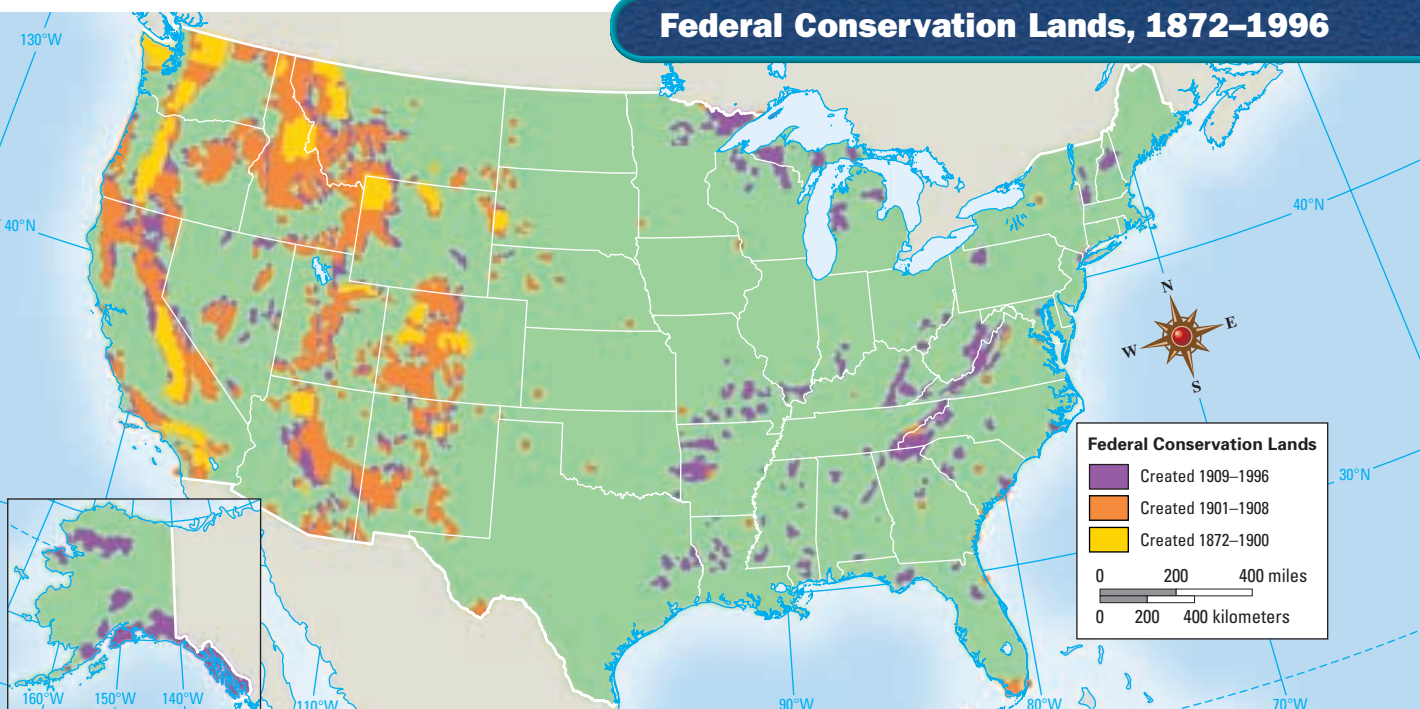 Federal Conservation Lands, 1872–1996
130°W
40°N
40°N
N
E
W
S
30°N
Federal Conservation Lands
Created 1909–1996
Created 1901–1908
Created 1872–1900
0 200 400 miles
0 200 400 kilometers
160°W 150°W 140°W 110°W 90°W 80°W 70°W